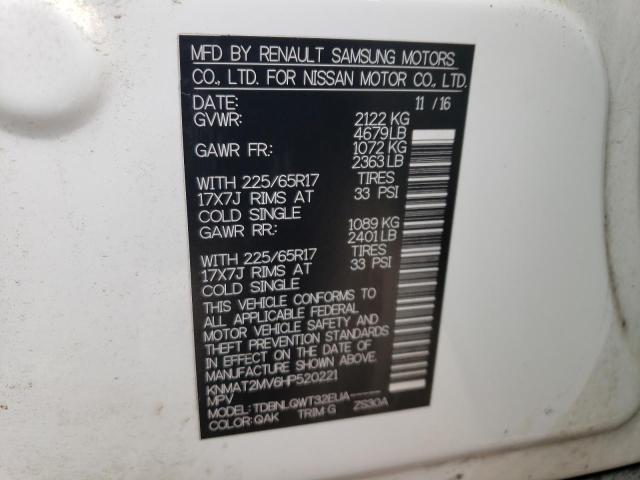 MFD BY RENAULT SAMSUNG MOTORS
CO., LTD. FOR NISSAN MOTOR CO., LTD.
DATE: 11 / 16
GVWR: 2122 KG
4679LB
GAWR FR: 1072 KG
2363 LB
WITH 225/65R17 TIRES
17X7J RIMS AT 33 PSI
COLD SINGLE
GAWR RR: 1089 KG
2401 LB
WITH 225/65R17 TIRES
17X7J RIMS AT 33 PSI
COLD SINGLE
THIS VEHICLE CONFORMS TO
ALL APPLICABLE FEDERAL
MOTOR VEHICLE SAFETY AND
THEFT PREVENTION STANDARDS
IN EFFECT ON THE DATE OF
MANUFACTURE SHOWN ABOVE.
KNMAT2MV6HP520221
MPV
MODEL: TDBNLQWT32EUA-----
COLOR: QAK TRIM: G ZS30A